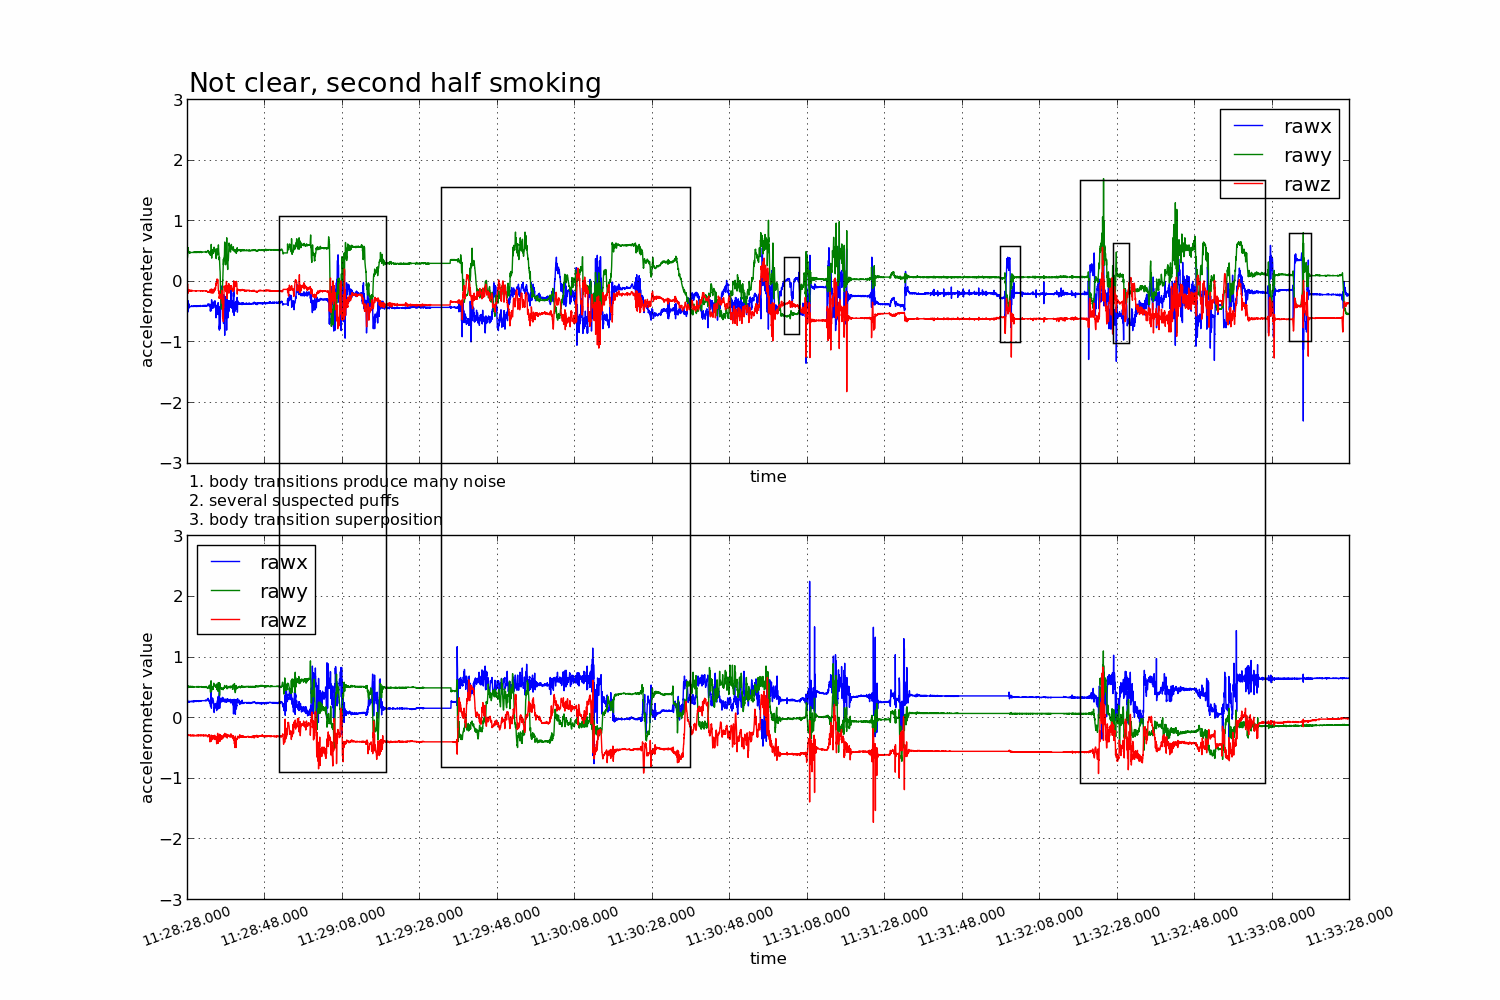 Not clear, second half smoking
3
2
1
0
−1
−2
−3
accelerometer value
rawx
rawy
rawz
time
1. body transitions produce many noise
2. several suspected puffs
3. body transition superposition
3
2
1
0
−1
−2
−3
accelerometer value
rawx
rawy
rawz
11:28:28.000 11:28:48.000 11:29:08.000 11:29:28.000 11:29:48.000 11:30:08.000 11:30:28.000 11:30:48.000 11:31:08.000 11:31:28.000 11:31:48.000 11:32:08.000 11:32:28.000 11:32:48.000 11:33:08.000 11:33:28.000
time